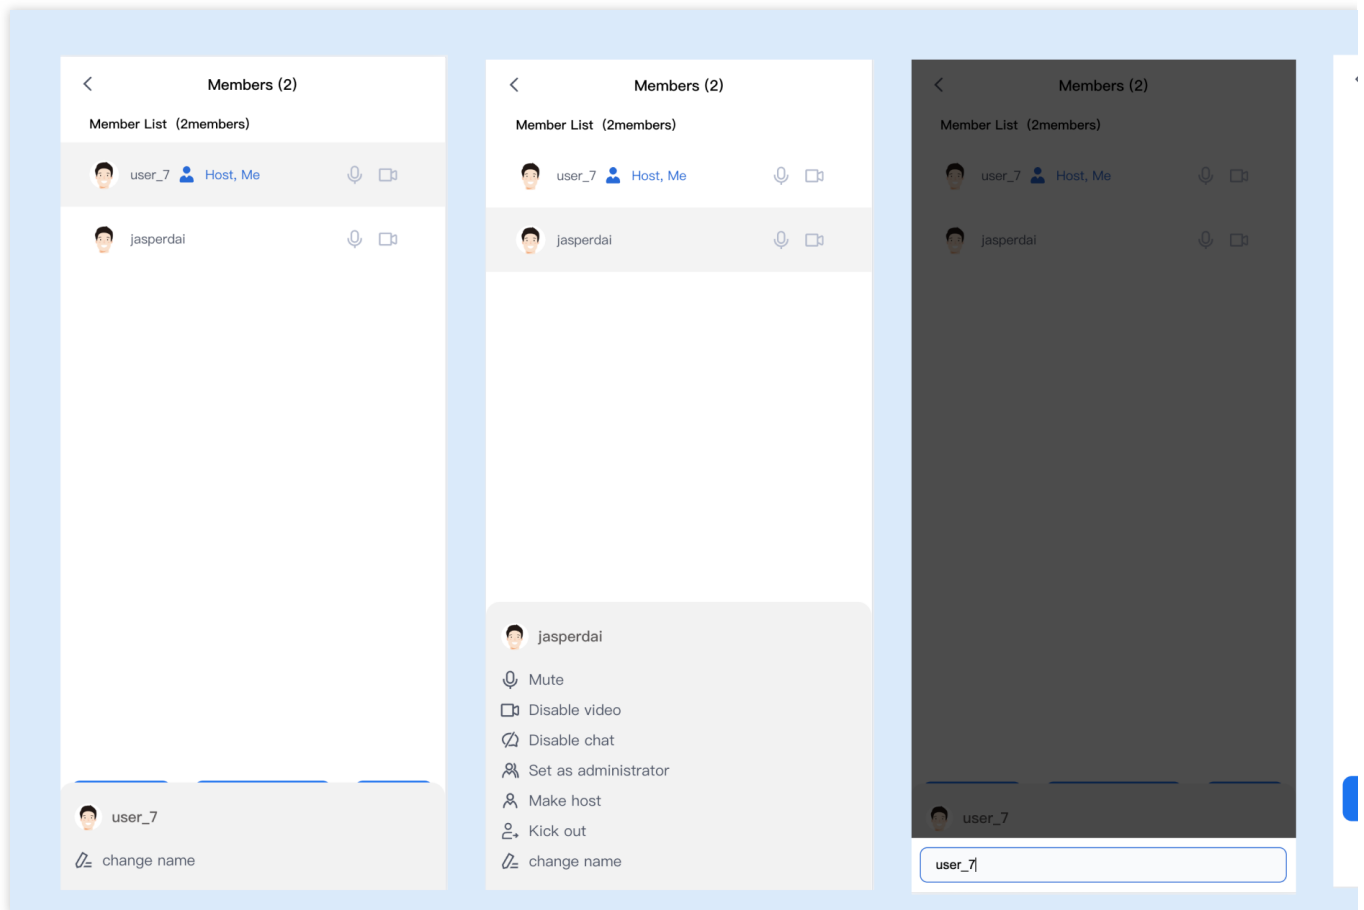 Members (2)
Member List (2members)
user_7 Host, Me
jasperdai
user_7
change name
Members (2)
Member List (2members)
user_7 Host, Me
jasperdai
jasperdai
Mute
Disable video
Disable chat
Set as administrator
Make host
Kick out
change name
Members (2)
Member List (2members)
user_7 Host, Me
jasperdai
user_7
user_7